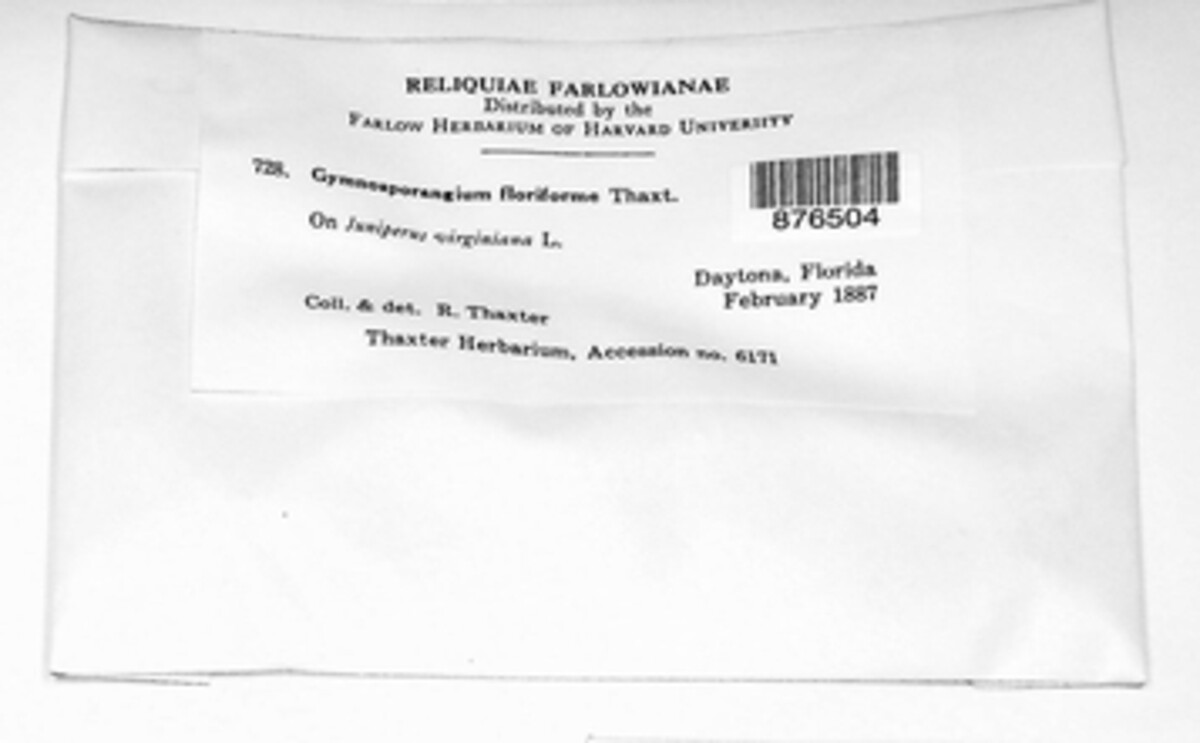 RELIQUIAE FARLOWIANAE
Distributed by the
FARLOW HERBARIUM OF HARVARD UNIVERSITY
728. Gymnosporangium floriforme Thaxt.
876504
On Juniperus virginiana L.
Daytona, Florida
February 1887
Coll. & det. R. Thaxter
Thaxter Herbarium, Accession no. 6171